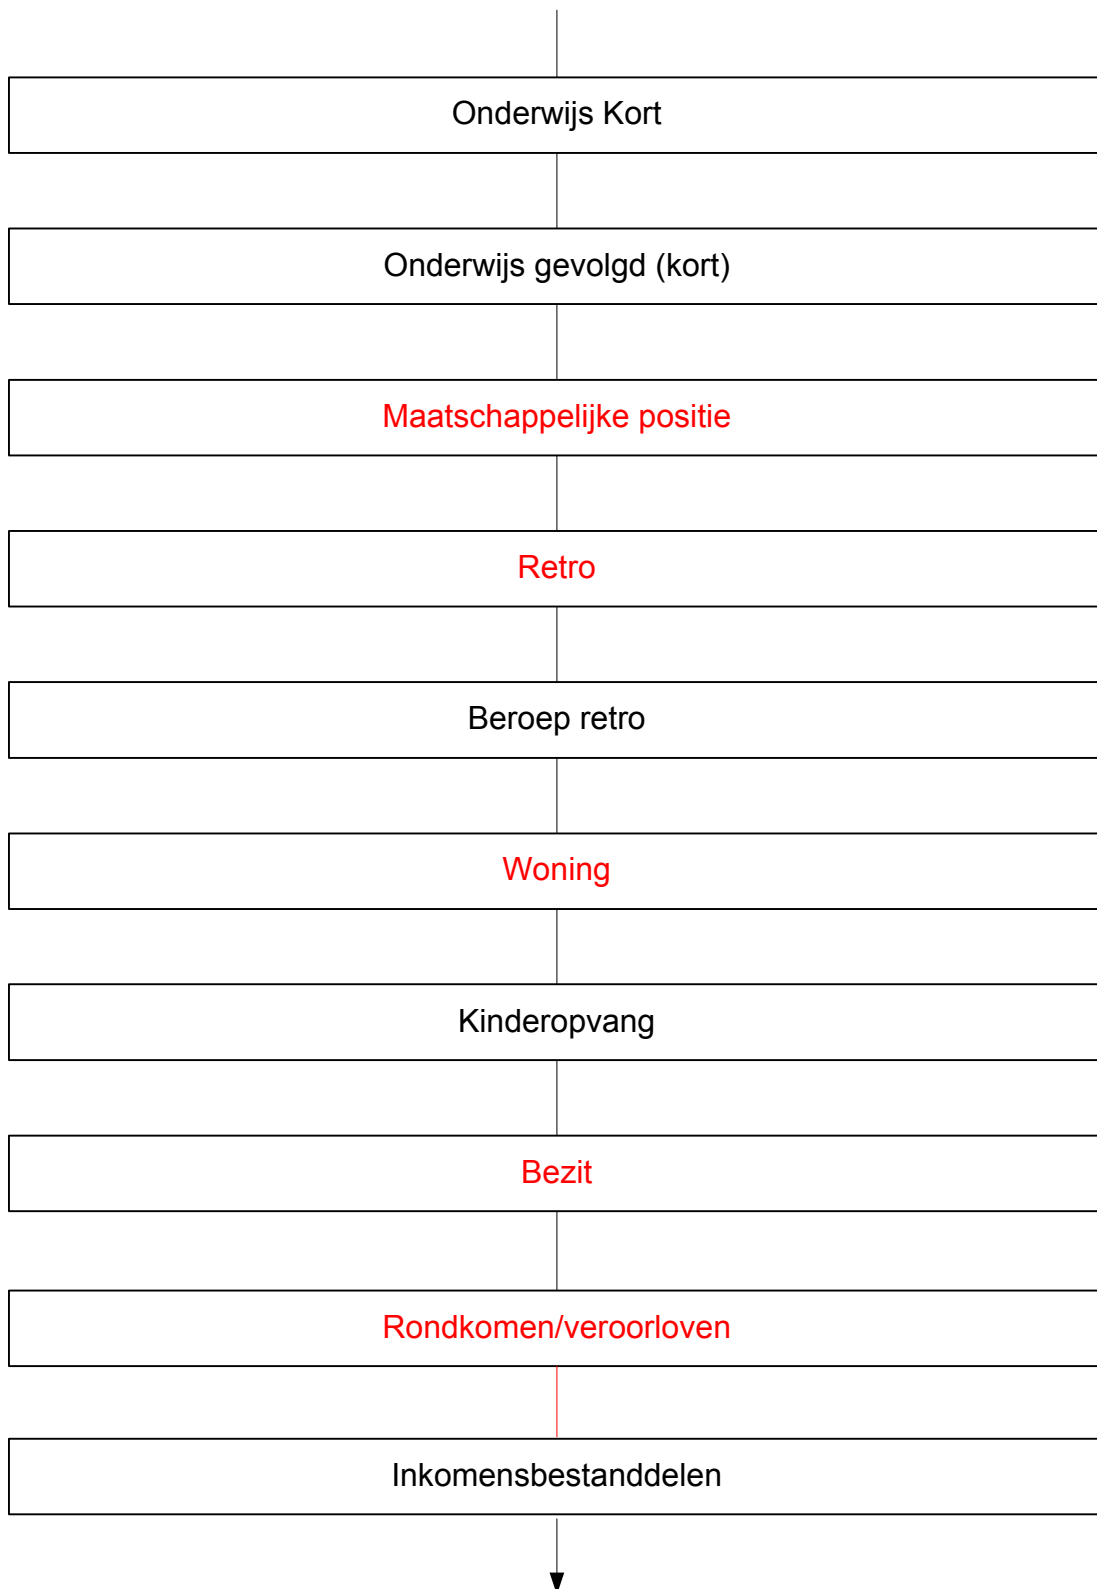 Onderwijs Kort
Onderwijs gevolgd (kort)
Maatschappelijke positie
Retro
Beroep retro
Woning
Kinderopvang
Bezit
Rondkomen/veroorloven
Inkomensbestanddelen